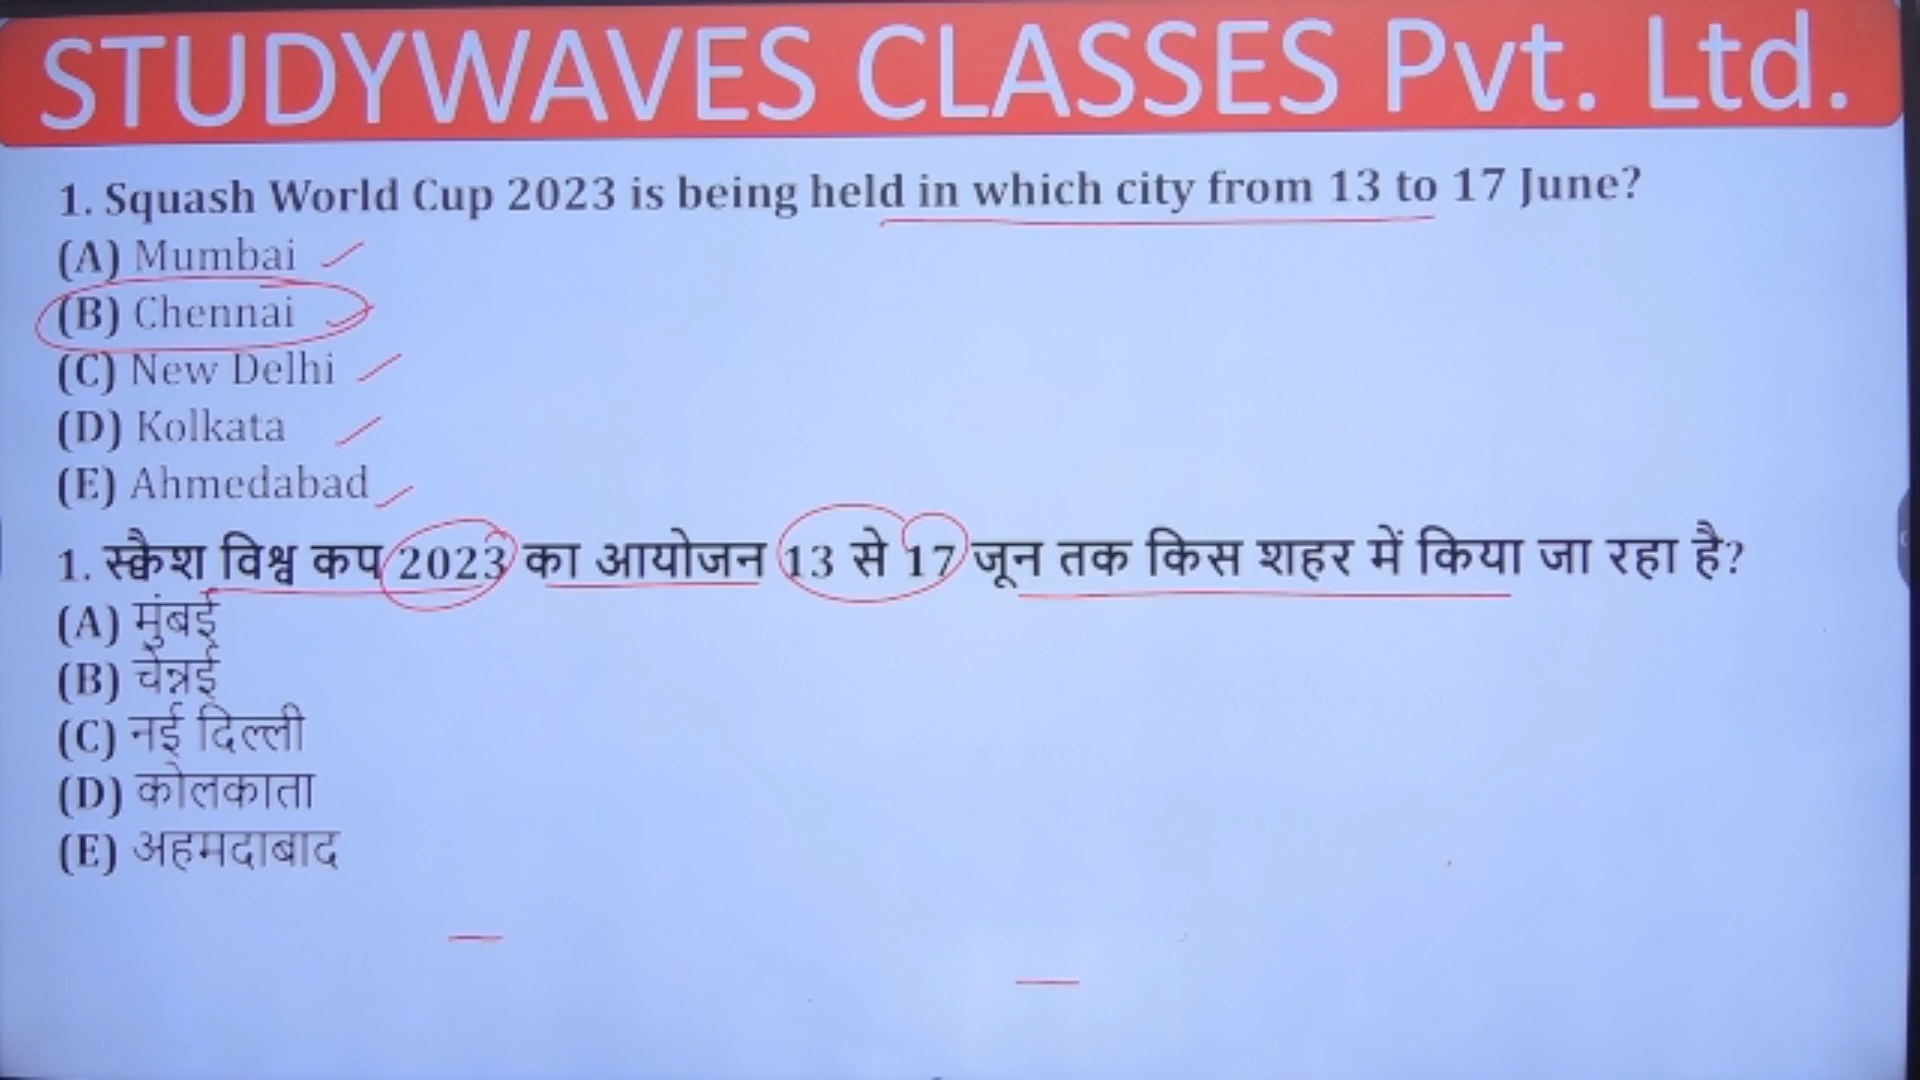 STUDYWAVES CLASSES Pvt. Ltd.
1. Squash World Cup 2023 is being held in which city from 13 to 17 June?
(A) Mumbai
(B) Chennai
(C) New Delhi
(D) Kolkata
(E) Ahmedabad
1. स्क्वैश विश्व कप 2023 का आयोजन 13 से 17 जून तक किस शहर में किया जा रहा है?
(A) मुंबई
(B) चेन्नई
(C) नई दिल्ली
(D) कोलकाता
(E) अहमदाबाद